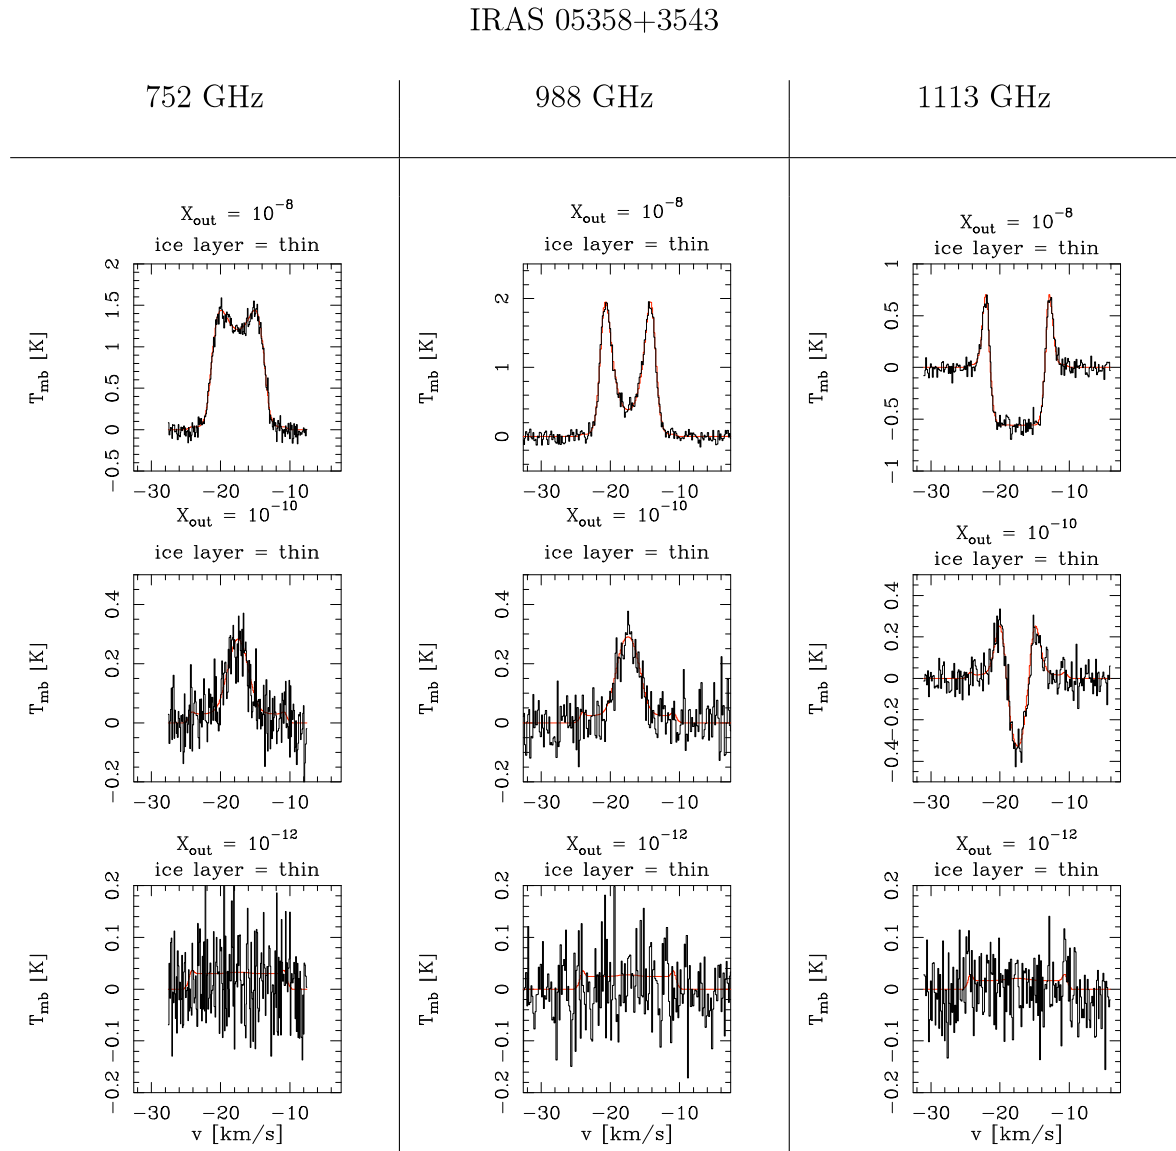 IRAS 05358+3543
752 GHz
988 GHz
1113 GHz
X_out = 10^-8
ice layer = thin
T_mb [K]
2
1.5
1
0.5
0
−0.5
−30 −20 −10
X_out = 10^-8
ice layer = thin
T_mb [K]
2
1
0
−30 −20 −10
X_out = 10^-8
ice layer = thin
T_mb [K]
1
0.5
0
−0.5
−1
−30 −20 −10
X_out = 10^-10
ice layer = thin
T_mb [K]
0.4
0.2
0
−0.2
−30 −20 −10
X_out = 10^-10
ice layer = thin
T_mb [K]
0.4
0.2
0
−0.2
−30 −20 −10
X_out = 10^-10
ice layer = thin
T_mb [K]
0.4
0.2
0
−0.2
−0.4
−30 −20 −10
X_out = 10^-12
ice layer = thin
T_mb [K]
0.2
0.1
0
−0.1
−0.2
−30 −20 −10
v [km/s]
X_out = 10^-12
ice layer = thin
T_mb [K]
0.2
0.1
0
−0.1
−0.2
−30 −20 −10
v [km/s]
X_out = 10^-12
ice layer = thin
T_mb [K]
0.2
0.1
0
−0.1
−0.2
−30 −20 −10
v [km/s]